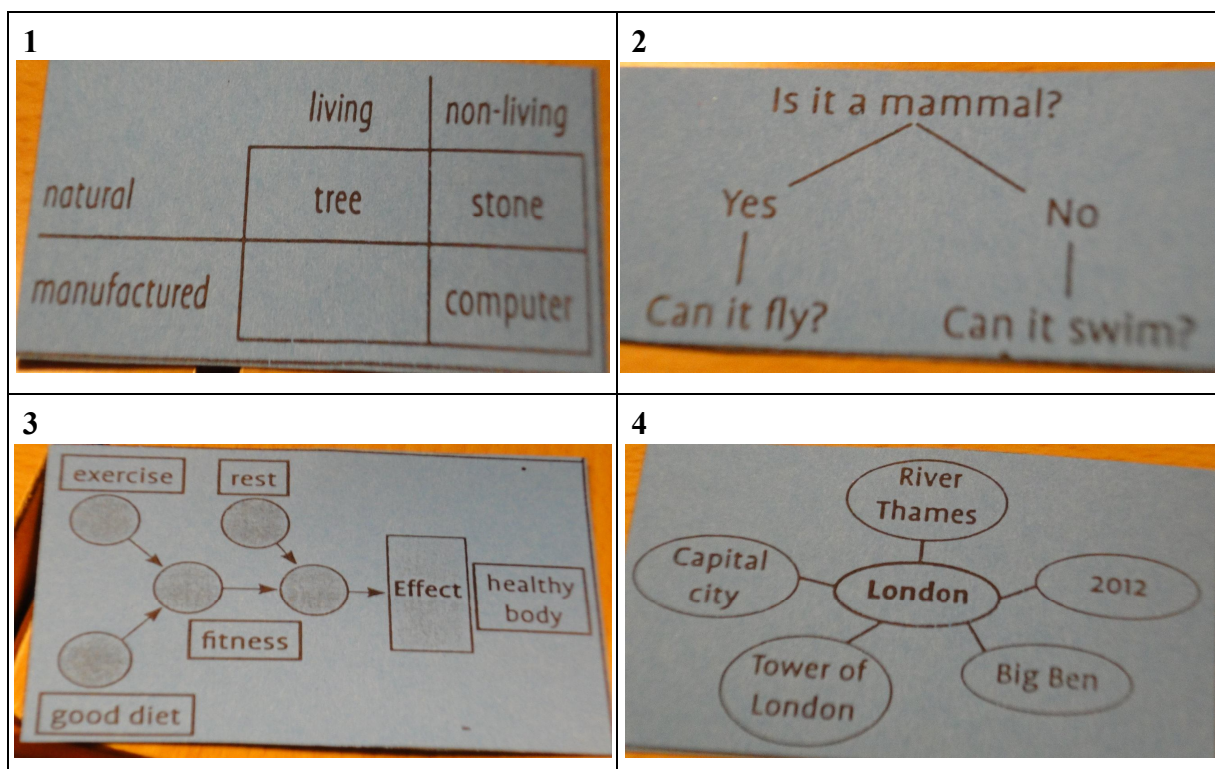 1
living non-living
natural tree stone
manufactured computer
2
Is it a mammal?
Yes No
Can it fly? Can it swim?
3
exercise rest
Effect healthy
body
fitness
good diet
4
River
Thames
Capital
city
London
2012
Tower of
London
Big Ben